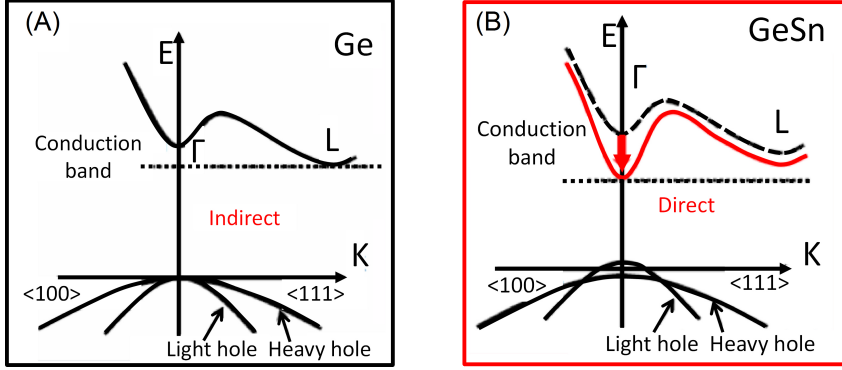 (A)
Ge
E
Γ
L
Conduction
band
Indirect
K
<100>
<111>
Light hole
Heavy hole
(B)
GeSn
E
Γ
L
Conduction
band
Direct
K
<100>
<111>
Light hole
Heavy hole